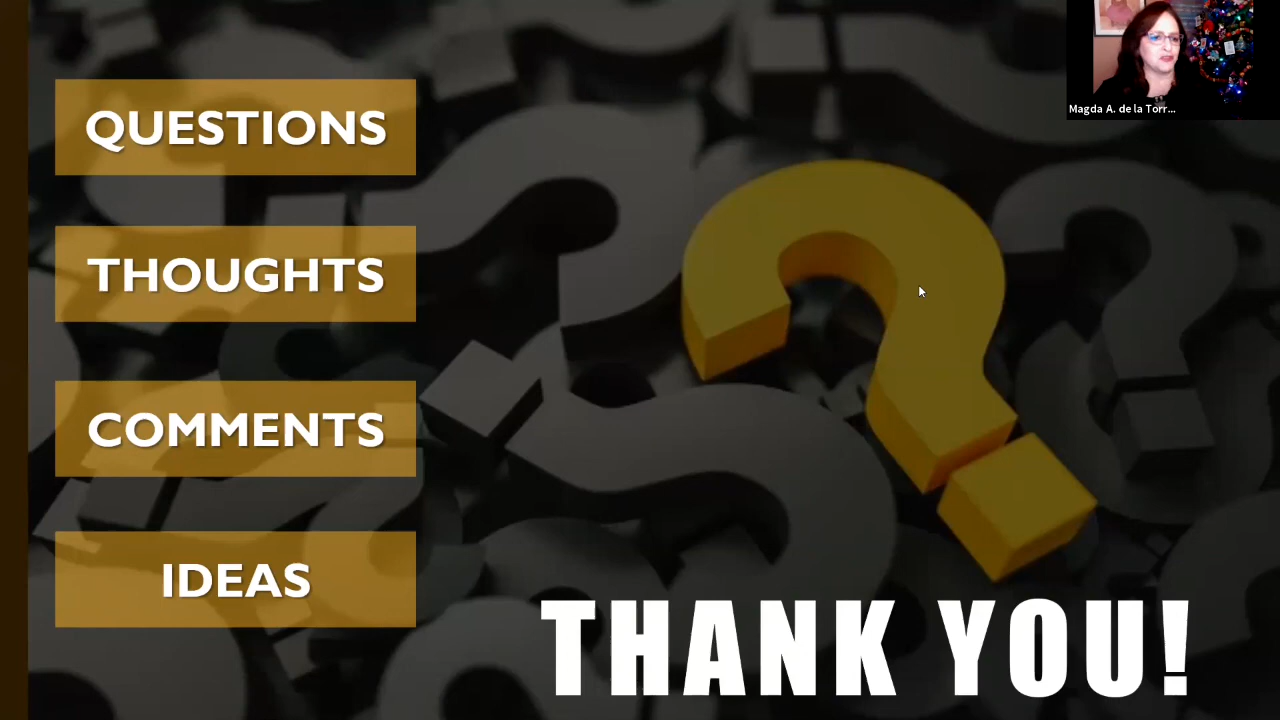 QUESTIONS
THOUGHTS
COMMENTS
IDEAS
THANK YOU!
Magda A. de la Torr...